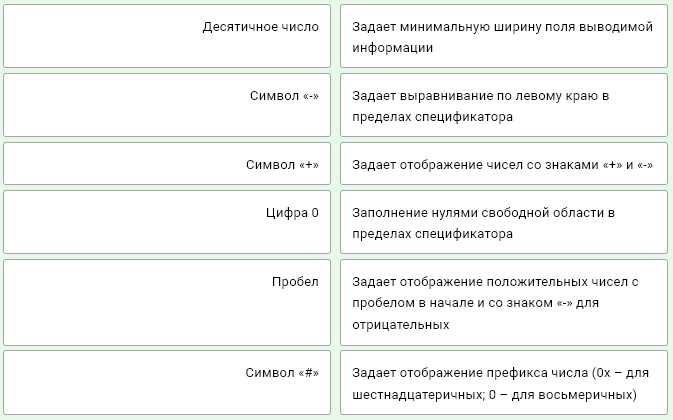 Десятичное число
Задает минимальную ширину поля выводимой
информации
Символ «-»
Задает выравнивание по левому краю в
пределах спецификатора
Символ «+»
Задает отображение чисел со знаками «+» и «-»
Цифра 0
Заполнение нулями свободной области в
пределах спецификатора
Пробел
Задает отображение положительных чисел с
пробелом в начале и со знаком «-» для
отрицательных
Символ «#»
Задает отображение префикса числа (0x – для
шестнадцатеричных; 0 – для восьмеричных)